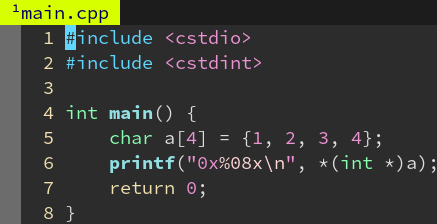 ¹main.cpp
1 #include <cstdio>
2 #include <cstdint>
3
4 int main() {
5     char a[4] = {1, 2, 3, 4};
6     printf("0x%08x\n", *(int *)a);
7     return 0;
8 }